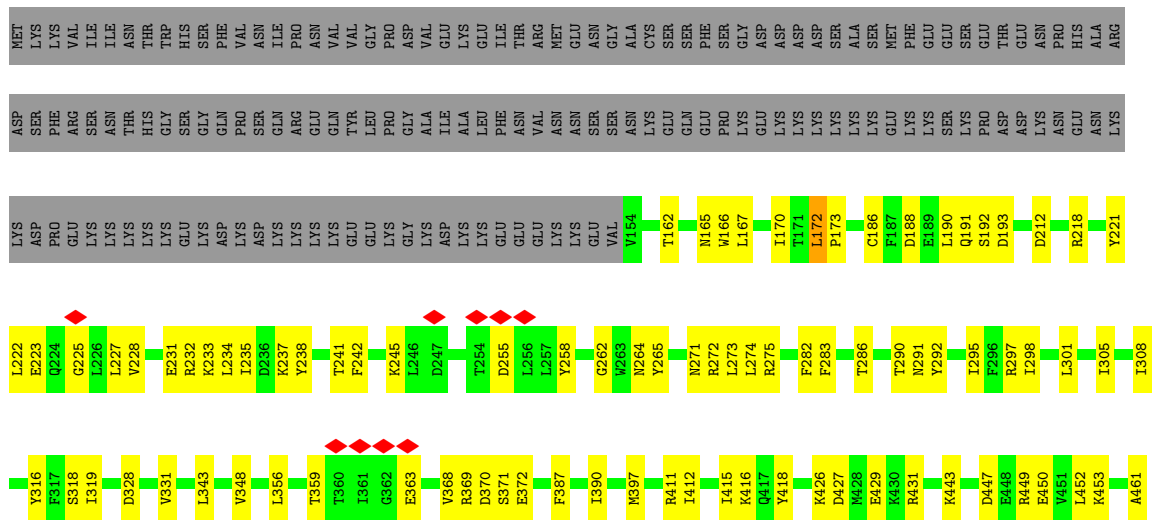 MET LYS LYS VAL ILE ILE ASN THR TRP HIS SER PHE VAL ASN ILE PRO ASN VAL VAL GLY PRO ASP VAL GLU LYS GLU ILE THR ARG MET GLU ASN GLY ALA CYS SER SER PHE SER GLY ASP ASP ASP ASP SER ALA SER MET PHE GLU GLU SER GLU THR GLU ASN PRO HIS ALA ARG
ASP SER PHE ARG SER ASN THR HIS GLY SER GLY GLN PRO SER GLN ARG GLU GLN TYR LEU PRO GLY ALA ILE ALA LEU PHE ASN VAL ASN ASN SER SER ASN LYS GLU GLN GLU PRO LYS GLU LYS LYS LYS LYS LYS LYS GLU LYS LYS SER LYS PRO ASP ASP LYS ASN GLU ASN LYS
LYS ASP PRO GLU LYS LYS LYS LYS LYS GLU LYS ASP LYS ASP LYS LYS LYS LYS GLU GLU LYS GLY LYS ASP LYS LYS GLU GLU GLU LYS LYS GLU VAL V154 T162 N165 W166 L167 I170 T171 L172 P173 C186 F187 D188 E189 L190 Q191 S192 D193 D212 R218 Y221
L222 E223 Q224 G225 L226 L227 V228 E231 R232 K233 L234 I235 D236 K237 Y238 T241 F242 K245 L246 D247 T254 D255 L256 L257 Y258 G262 W263 N264 Y265 N271 R272 L273 L274 R275 F282 F283 T286 T290 N291 Y292 I295 F296 R297 I298 L301 I305 I308
Y316 F317 S318 I319 D328 V331 L343 V348 L356 T359 T360 I361 G362 E363 V368 R369 D370 S371 E372 F387 I390 M397 R411 I412 I415 K416 Q417 Y418 K426 D427 M428 E429 K430 R431 K443 D447 E448 R449 E450 V451 L452 K453 A461